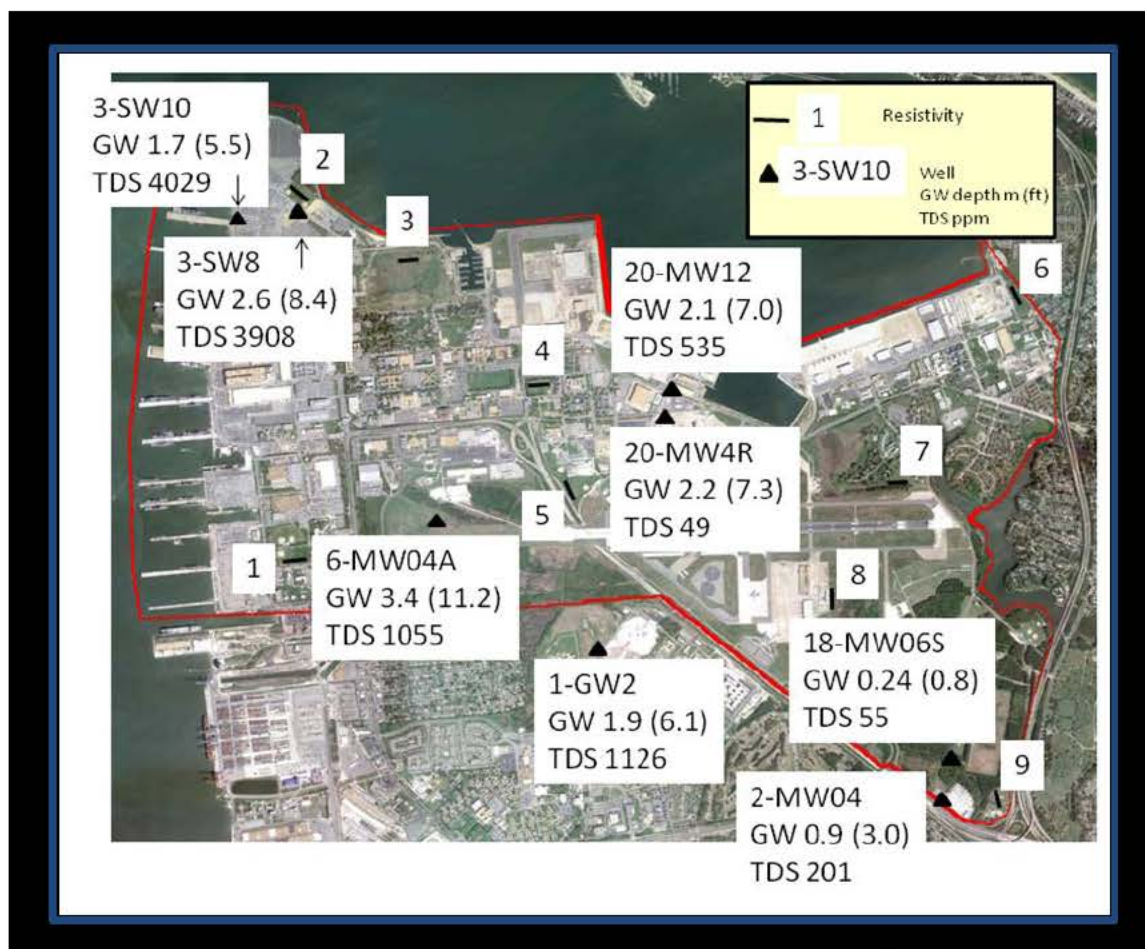 3-SW10
GW 1.7 (5.5)
TDS 4029
2
3
3-SW8
GW 2.6 (8.4)
TDS 3908
1 Resistivity
3-SW10 Well
GW depth m (ft)
TDS ppm
6
20-MW12
GW 2.1 (7.0)
TDS 535
4
20-MW4R
GW 2.2 (7.3)
TDS 49
7
5
1
6-MW04A
GW 3.4 (11.2)
TDS 1055
8
18-MW06S
GW 0.24 (0.8)
TDS 55
1-GW2
GW 1.9 (6.1)
TDS 1126
9
2-MW04
GW 0.9 (3.0)
TDS 201